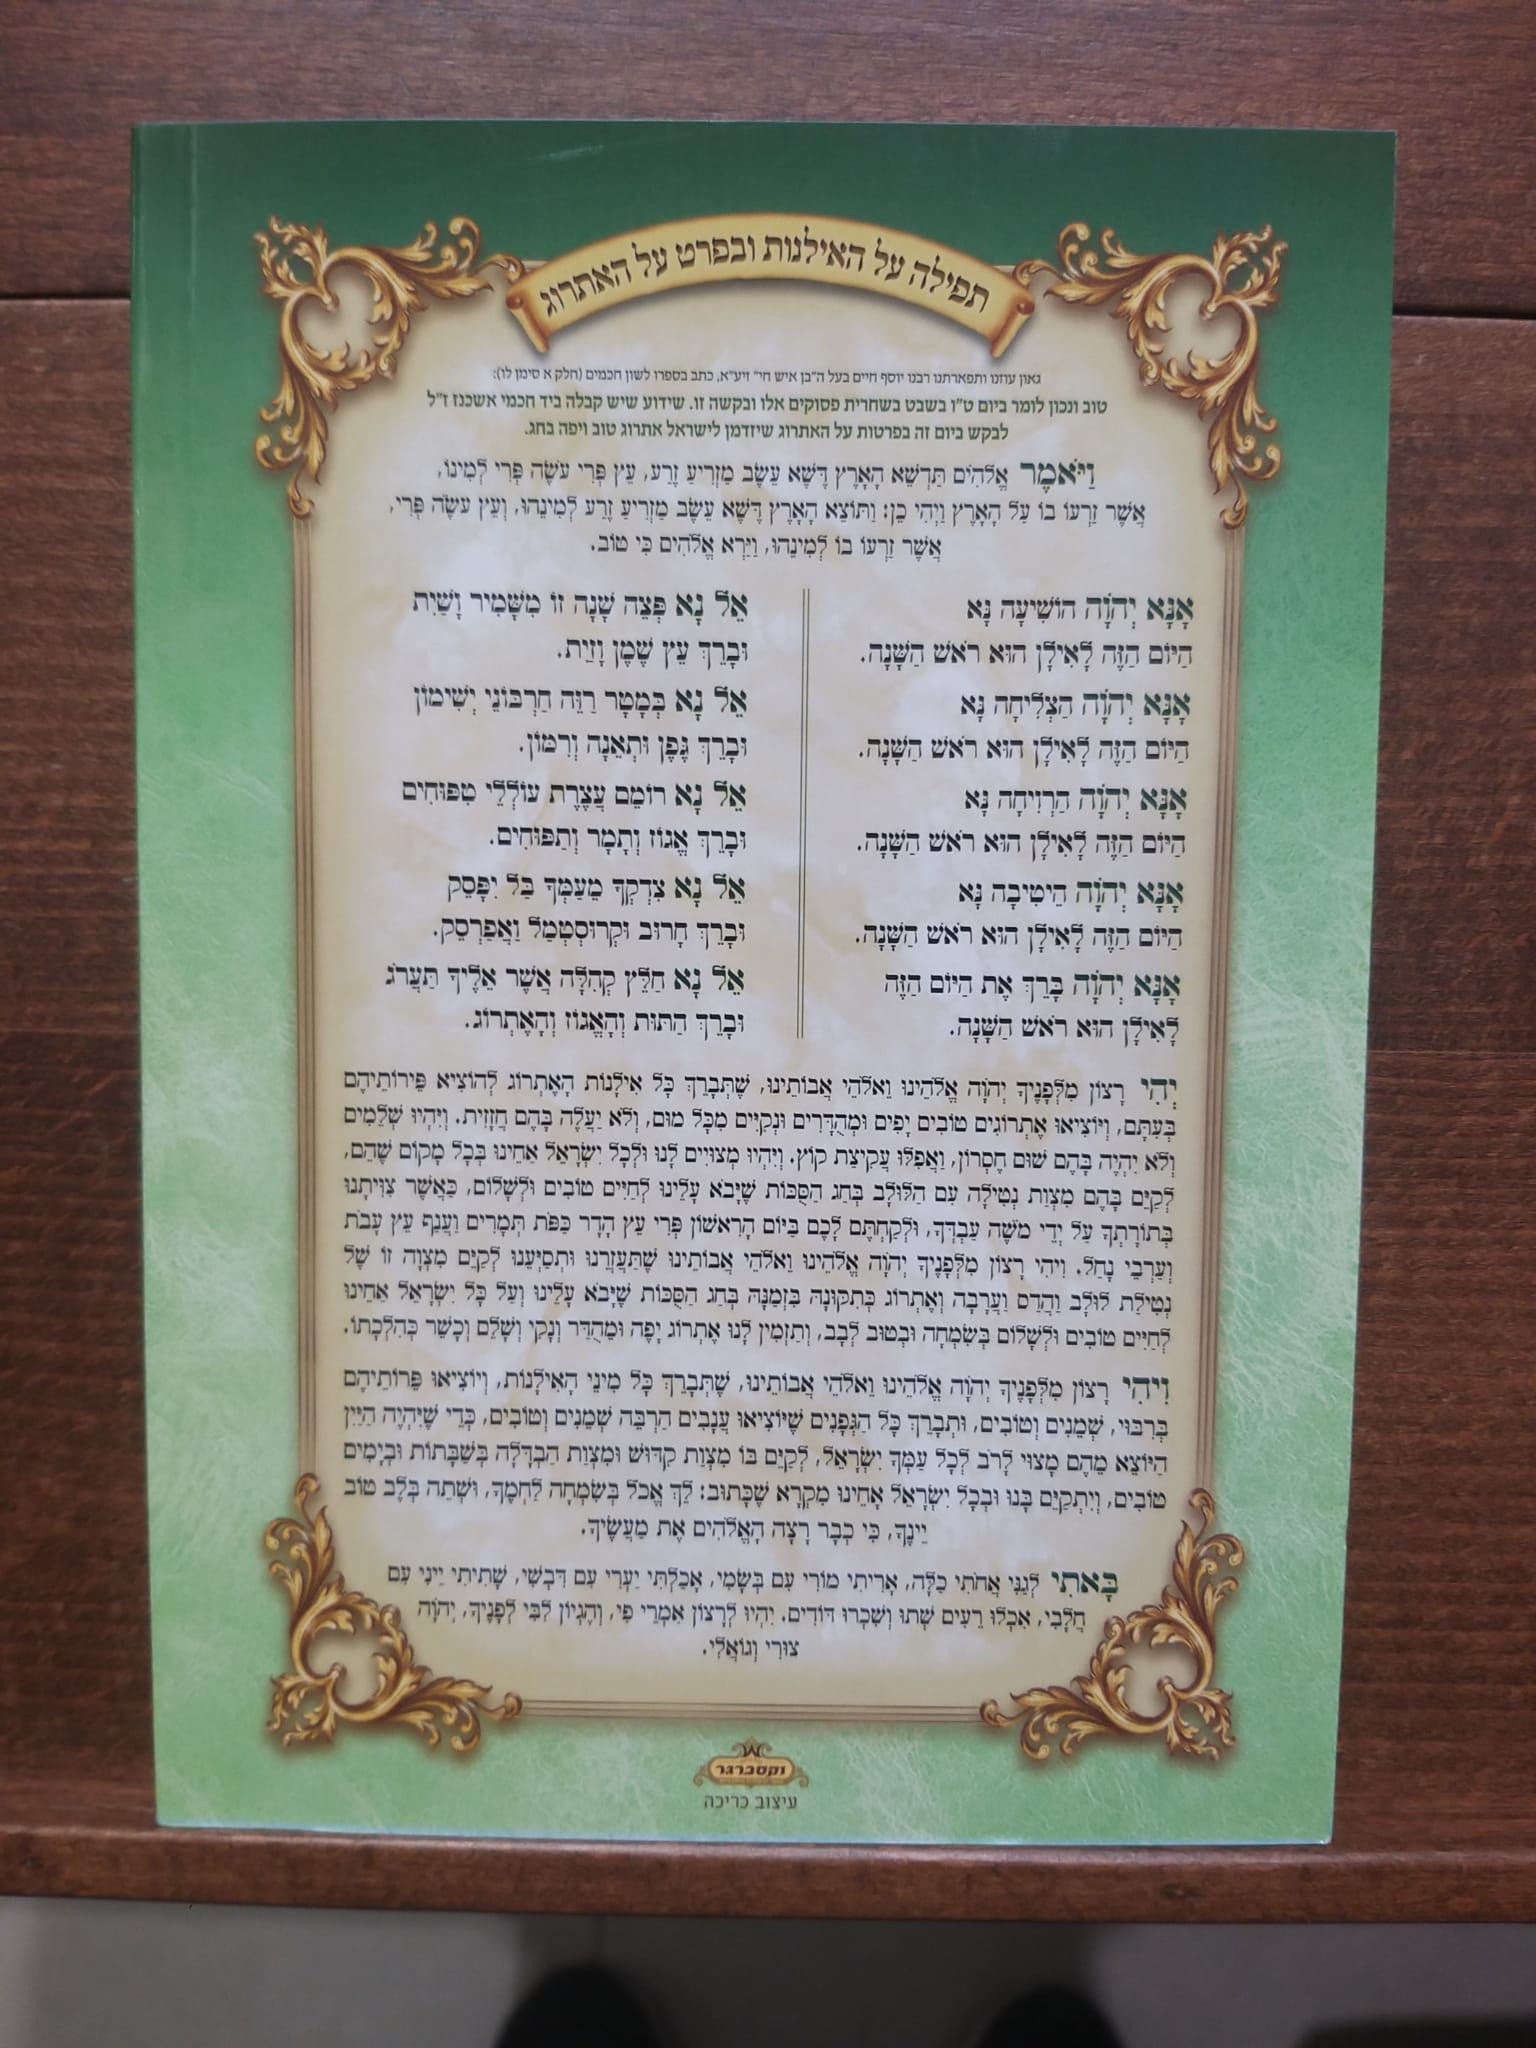 תפילה על האילנות ובפרט על האתרוג
גאון עוזנו ותפארתנו רבנו יוסף חיים בעל ה"בן איש חי" זיע"א, כתב בספרו לשון חכמים (חלק א סימן לו):
טוב ונכון לומר ביום ט"ו בשבט בשחרית פסוקים אלו ובקשה זו. שידוע שיש קבלה ביד חכמי אשכנז ז"ל
לבקש ביום זה בפרטות על האתרוג שיזדמן לישראל אתרוג טוב ויפה בחג.
וַיֹּאמֶר אֱלֹהִים תַּדְשֵׁא הָאָרֶץ דֶּשֶׁא עֵשֶׂב מַזְרִיעַ זֶרַע, עֵץ פְּרִי עֹשֶׂה פְּרִי לְמִינוֹ,
אֲשֶׁר זַרְעוֹ בוֹ עַל הָאָרֶץ וַיְהִי כֵן: וַתּוֹצֵא הָאָרֶץ דֶּשֶׁא עֵשֶׂב מַזְרִיעַ זֶרַע לְמִינֵהוּ, וְעֵץ עֹשֶׂה פְּרִי,
אֲשֶׁר זַרְעוֹ בוֹ לְמִינֵהוּ, וַיַּרְא אֱלֹהִים כִּי טוֹב.
אָנָּא יְהֹוָה הוֹשִׁיעָה נָּא
הַיּוֹם הַזֶּה לָאִילָן הוּא רֹאשׁ הַשָּׁנָה.
אָנָּא יְהֹוָה הַצְלִיחָה נָּא
הַיּוֹם הַזֶּה לָאִילָן הוּא רֹאשׁ הַשָּׁנָה.
אָנָּא יְהֹוָה הַרְוִיחָה נָּא
הַיּוֹם הַזֶּה לָאִילָן הוּא רֹאשׁ הַשָּׁנָה.
אָנָּא יְהֹוָה הֵיטִיבָה נָּא
הַיּוֹם הַזֶּה לָאִילָן הוּא רֹאשׁ הַשָּׁנָה.
אָנָּא יְהֹוָה בָּרֵךְ אֶת הַיּוֹם הַזֶּה
לָאִילָן הוּא רֹאשׁ הַשָּׁנָה.
אֵל נָא פְּצֵה שָׁנָה זוֹ מִשָּׁמִיר וָשַׁיִת
וּבָרֵךְ עֵץ שֶׁמֶן וָזַיִת.
אֵל נָא בְּמָטָר רַוֵּה חַרְבוֹנֵי יְשִׁימוֹן
וּבָרֵךְ גֶּפֶן וּתְאֵנָה וְרִמּוֹן.
אֵל נָא רוֹמֵם עֲצֶרֶת עוֹלְלֵי טִפּוּחִים
וּבָרֵךְ אֱגוֹז וְתָמָר וְתַפּוּחִים.
אֵל נָא צִדְקְךָ מֵעַמְּךָ בַּל יִפָּסֵק
וּבָרֵךְ חָרוּב וּקְרוּסְטְמַל וַאֲפַרְסֵק.
אֵל נָא חַלֵּץ קְהִלָּה אֲשֶׁר אֵלֶיךָ תַּעֲרֹג
וּבָרֵךְ הַתּוּת וְהָאֱגוֹז וְהָאֶתְרוֹג.
יְהִי רָצוֹן מִלְּפָנֶיךָ יְהֹוָה אֱלֹהֵינוּ וֵאלֹהֵי אֲבוֹתֵינוּ, שֶׁתְּבָרֵךְ כָּל אִילָנוֹת הָאֶתְרוֹג לְהוֹצִיא פֵּירוֹתֵיהֶם
בְּעִתָּם, וְיוֹצִיאוּ אֶתְרוֹגִים טוֹבִים יָפִים וּמְהֻדָּרִים וּנְקִיִּים מִכָּל מוּם, וְלֹא יַעֲלֶה בָהֶם חֲזָזִית. וְיִהְיוּ שְׁלֵמִים
וְלֹא יִהְיֶה בָהֶם שׁוּם חֶסְרוֹן, וַאֲפִלּוּ עֲקִיצַת קוֹץ. וְיִהְיוּ מְצוּיִים לָנוּ וּלְכָל יִשְׂרָאֵל אַחֵינוּ בְּכָל מָקוֹם שֶׁהֵם,
לְקַיֵּם בָּהֶם מִצְוַת נְטִילָה עִם הַלּוּלָב בְּחַג הַסֻּכּוֹת שֶׁיָּבֹא עָלֵינוּ לְחַיִּים טוֹבִים וּלְשָׁלוֹם, כַּאֲשֶׁר צִוִּיתָנוּ
בְּתוֹרָתְךָ עַל יְדֵי מֹשֶׁה עַבְדֶּךָ, וּלְקַחְתֶּם לָכֶם בַּיּוֹם הָרִאשׁוֹן פְּרִי עֵץ הָדָר כַּפֹּת תְּמָרִים וַעֲנַף עֵץ עָבֹת
וְעַרְבֵי נָחַל. וִיהִי רָצוֹן מִלְּפָנֶיךָ יְהֹוָה אֱלֹהֵינוּ וֵאלֹהֵי אֲבוֹתֵינוּ שֶׁתַּעְזְרֵנוּ וּתְסַיְּעֵנוּ לְקַיֵּם מִצְוָה זוֹ שֶׁל
נְטִילַת לוּלָב וַהֲדַס וַעֲרָבָה וְאֶתְרוֹג כְּתִקּוּנָהּ בִּזְמַנָּהּ בְּחַג הַסֻּכּוֹת שֶׁיָּבֹא עָלֵינוּ וְעַל כָּל יִשְׂרָאֵל אַחֵינוּ
לְחַיִּים טוֹבִים וּלְשָׁלוֹם בְּשִׂמְחָה וּבְטוּב לֵבָב, וְתַזְמִין לָנוּ אֶתְרוֹג יָפֶה וּמְהֻדָּר וְנָקִי וְשָׁלֵם וְכָשֵׁר כְּהִלְכָתוֹ.
וִיהִי רָצוֹן מִלְּפָנֶיךָ יְהֹוָה אֱלֹהֵינוּ וֵאלֹהֵי אֲבוֹתֵינוּ, שֶׁתְּבָרֵךְ כָּל מִינֵי הָאִילָנוֹת, וְיוֹצִיאוּ פֵּרוֹתֵיהֶם
בְּרִבּוּי, שְׁמֵנִים וְטוֹבִים, וּתְבָרֵךְ כָּל הַגְּפָנִים שֶׁיּוֹצִיאוּ עֲנָבִים הַרְבֵּה שְׁמֵנִים וְטוֹבִים, כְּדֵי שֶׁיִּהְיֶה הַיַּיִן
הַיּוֹצֵא מֵהֶם מָצוּי לָרֹב לְכָל עַמְּךָ יִשְׂרָאֵל, לְקַיֵּם בּוֹ מִצְוַת קִדּוּשׁ וּמִצְוַת הַבְדָּלָה בְּשַׁבָּתוֹת וּבְיָמִים
טוֹבִים, וְיִתְקַיֵּם בָּנוּ וּבְכָל יִשְׂרָאֵל אַחֵינוּ מִקְרָא שֶׁכָּתוּב: לֵךְ אֱכֹל בְּשִׂמְחָה לַחְמֶךָ, וּשְׁתֵה בְלֶב טוֹב
יֵינֶךָ, כִּי כְבָר רָצָה הָאֱלֹהִים אֶת מַעֲשֶׂיךָ.
בָּאתִי לְגַנִּי אֲחֹתִי כַלָּה, אָרִיתִי מוֹרִי עִם בְּשָׂמִי, אָכַלְתִּי יַעְרִי עִם דִּבְשִׁי, שָׁתִיתִי יֵינִי עִם
חֲלָבִי, אִכְלוּ רֵעִים שְׁתוּ וְשִׁכְרוּ דּוֹדִים. יִהְיוּ לְרָצוֹן אִמְרֵי פִי, וְהֶגְיוֹן לִבִּי לְפָנֶיךָ, יְהֹוָה
צוּרִי וְגוֹאֲלִי.
וקסברגר
עיצוב כריכה